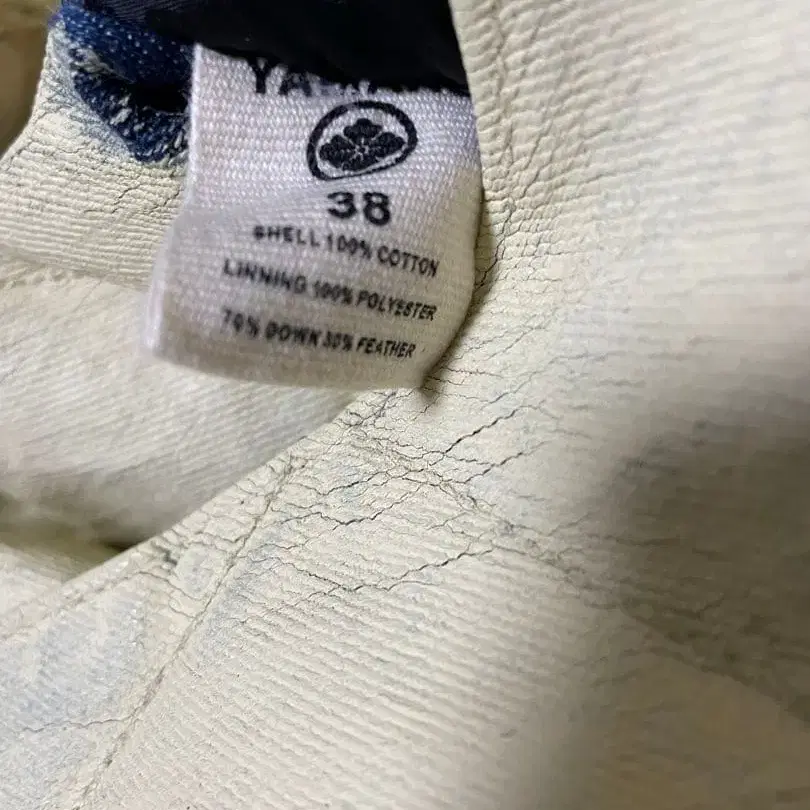 38
SHELL 100% COTTON
LINNING 100% POLYESTER
70% DOWN 30% FEATHER